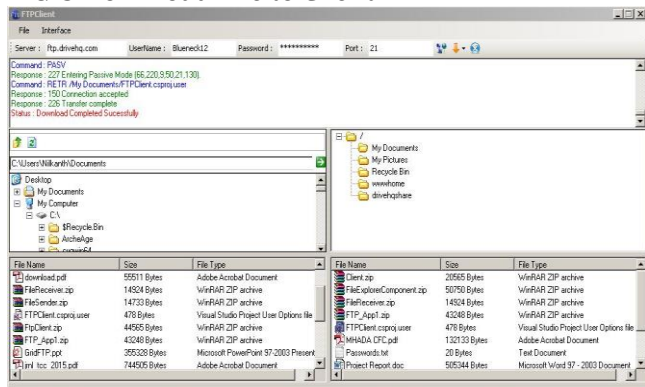 FTPClient
File Interface
Server : ftp.drivehq.com UserName : Blueneck12 Password : ********** Port : 21
Command : PASV
Response : 227 Entering Passive Mode (66,220,9,50,21,130).
Command : RETR /My Documents/FTPClient.csproj.user
Response : 150 Connection accepted
Response : 226 Transfer complete
Status : Download Completed Sucessfully
C:\Users\Nilkanth\Documents
Desktop
My Documents
My Computer
C:\
$Recycle.Bin
ArcheAge
/
My Documents
My Pictures
Recycle Bin
wwwhome
drivehqshare
File Name Size File Type
download.pdf 55511 Bytes Adobe Acrobat Document
FileReceiver.zip 14924 Bytes WinRAR ZIP archive
FileSender.zip 14733 Bytes WinRAR ZIP archive
FTPClient.csproj.user 478 Bytes Visual Studio Project User Options file
FtpClient.zip 44565 Bytes WinRAR ZIP archive
FTP_App1.zip 43248 Bytes WinRAR ZIP archive
GridFTP.ppt 355328 Bytes Microsoft PowerPoint 97-2003 Present
jml_tcc_2015.pdf 744505 Bytes Adobe Acrobat Document
File Name Size File Type
Client.zip 20565 Bytes WinRAR ZIP archive
FileExplorerComponent.zip 50750 Bytes WinRAR ZIP archive
FileReceiver.zip 14924 Bytes WinRAR ZIP archive
FTP_App1.zip 43248 Bytes WinRAR ZIP archive
FTPClient.csproj.user 478 Bytes Visual Studio Project User Options file
MHADA CFC.pdf 132133 Bytes Adobe Acrobat Document
Passwords.txt 20 Bytes Text Document
Project Report.doc 505344 Bytes Microsoft Word 97 - 2003 Document